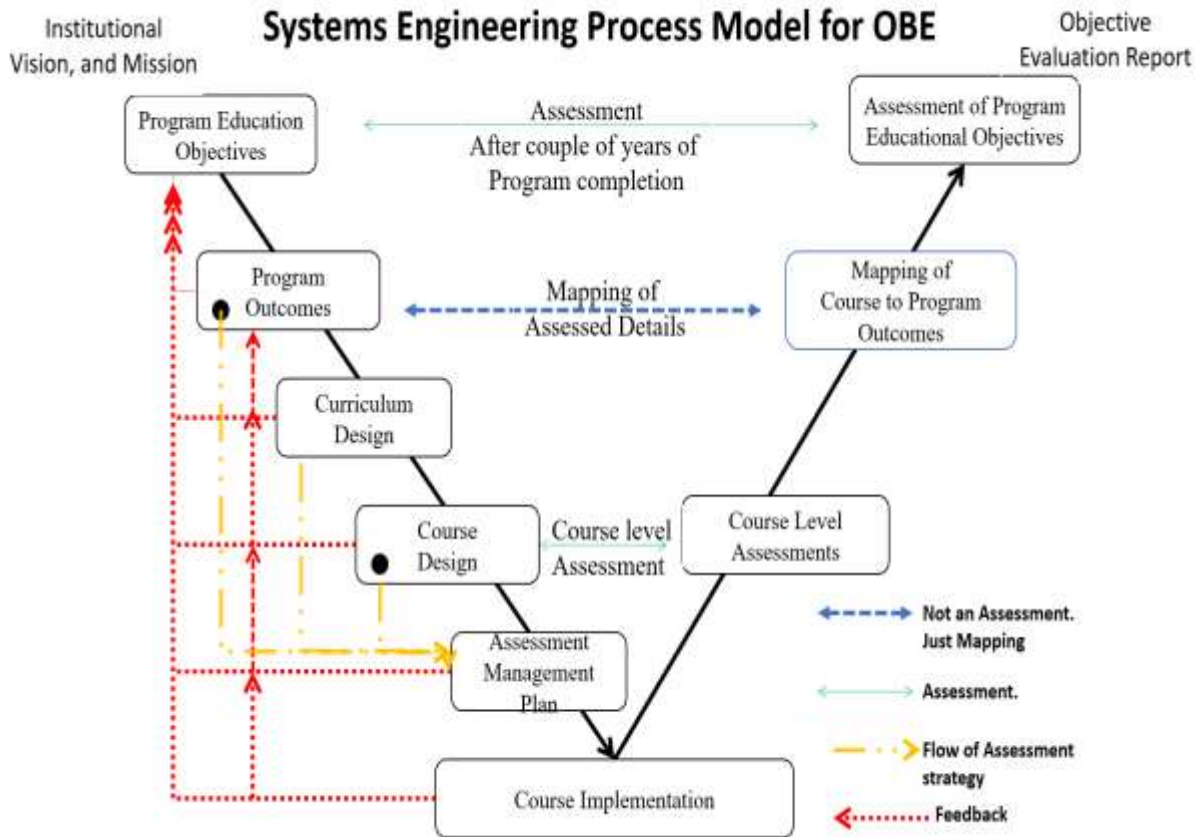 Systems Engineering Process Model for OBE
Institutional
Vision, and Mission
Objective
Evaluation Report
Program Education
Objectives
Assessment
After couple of years of
Program completion
Assessment of Program
Educational Objectives
Program
Outcomes
Mapping of
Assessed Details
Mapping of
Course to Program
Outcomes
Curriculum
Design
Course
Design
Course level
Assessment
Course Level
Assessments
Assessment
Management
Plan
Course Implementation
Not an Assessment.
Just Mapping
Assessment.
Flow of Assessment
strategy
Feedback